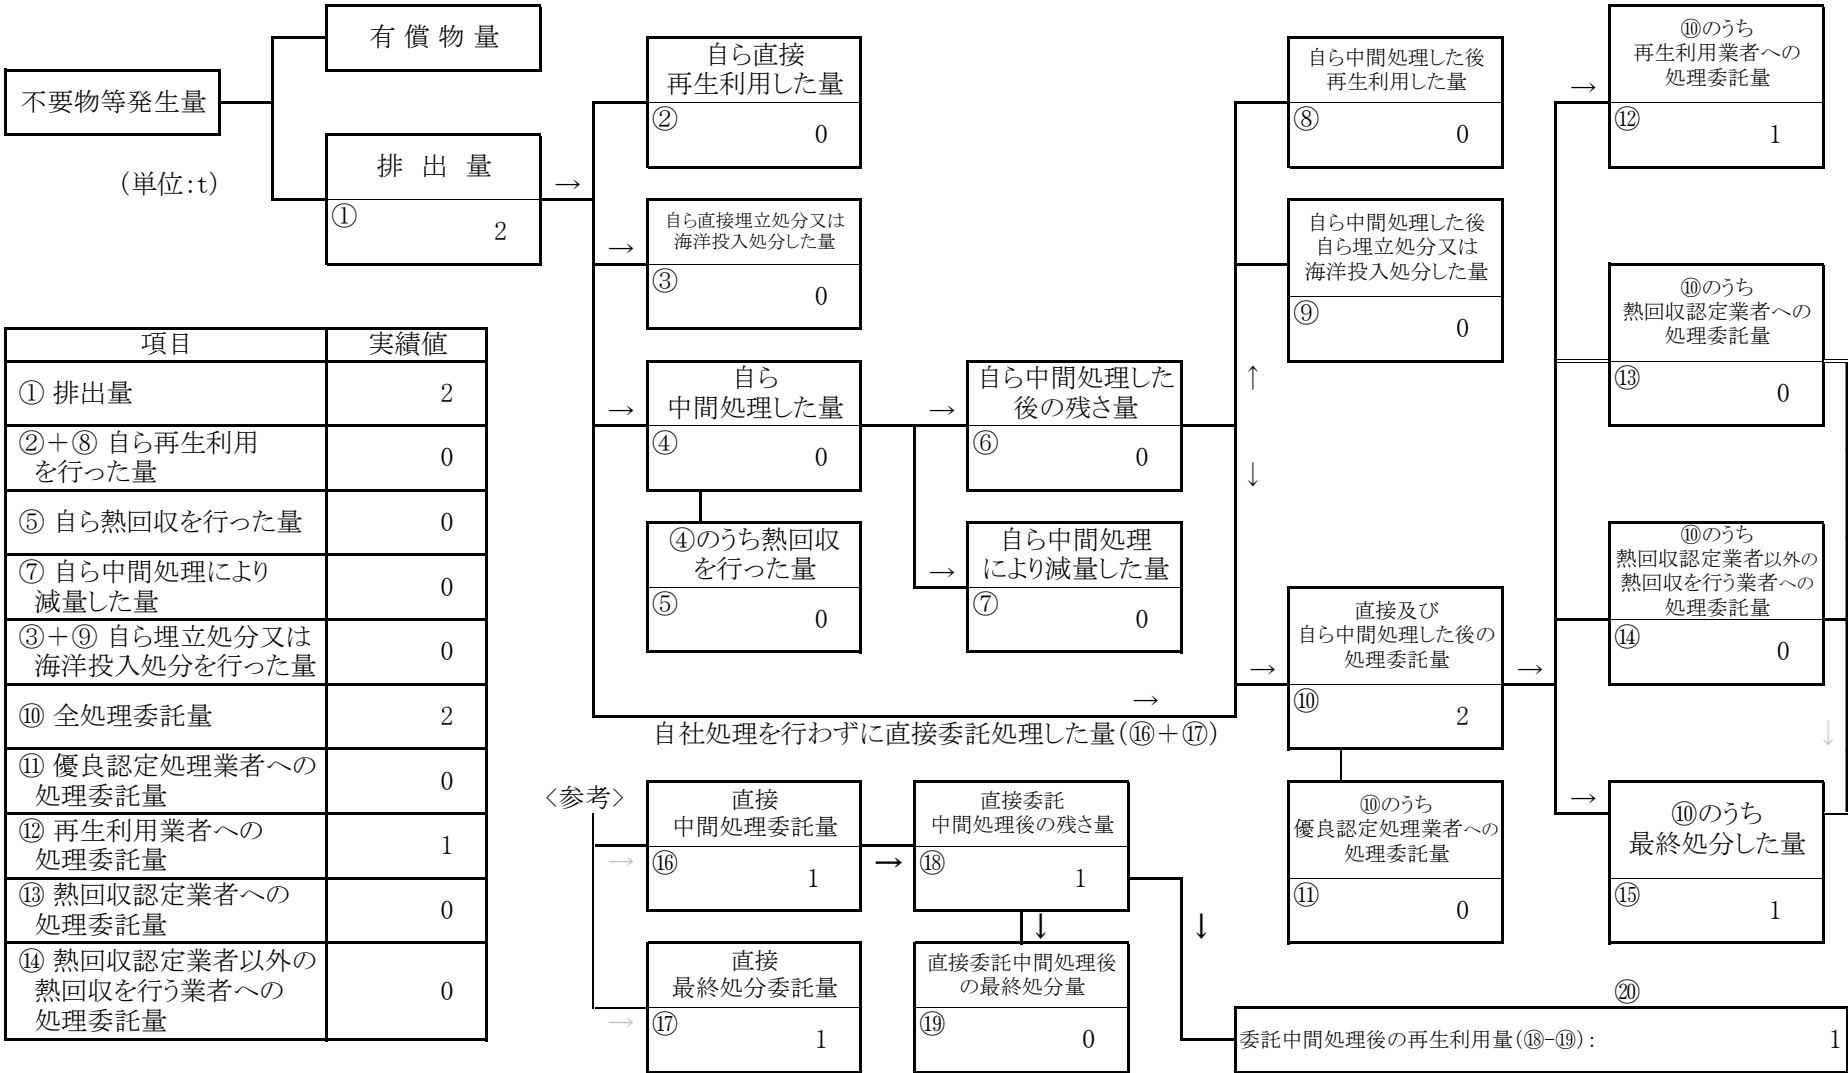 有 償 物 量
不要物等発生量
(単位:t)
排 出 量
①
2
→
自ら直接
再生利用した量
②
0
→
自ら直接埋立処分又は
海洋投入処分した量
③
0
→
自ら
中間処理した量
④
0
④のうち熱回収
を行った量
⑤
0
→
自ら中間処理した
後の残さ量
⑥
0
→
自ら中間処理
により減量した量
⑦
0
自ら中間処理した後
再生利用した量
⑧
0
自ら中間処理した後
自ら埋立処分又は
海洋投入処分した量
⑨
0
↑
↓
→
→
自社処理を行わずに直接委託処理した量(⑯+⑰)
直接及び
自ら中間処理した後の
処理委託量
⑩
2
→
⑩のうち
優良認定処理業者への
処理委託量
⑪
0
→
⑩のうち
再生利用業者への
処理委託量
⑫
1
⑩のうち
熱回収認定業者への
処理委託量
⑬
0
⑩のうち
熱回収認定業者以外の
熱回収を行う業者への
処理委託量
⑭
0
↓
→
⑩のうち
最終処分した量
⑮
1
項目 実績値
① 排出量 2
②+⑧ 自ら再生利用
を行った量 0
⑤ 自ら熱回収を行った量 0
⑦ 自ら中間処理により
減量した量 0
③+⑨ 自ら埋立処分又は
海洋投入処分を行った量 0
⑩ 全処理委託量 2
⑪ 優良認定処理業者への
処理委託量 0
⑫ 再生利用業者への
処理委託量 1
⑬ 熱回収認定業者への
処理委託量 0
⑭ 熱回収認定業者以外の
熱回収を行う業者への
処理委託量 0
<参考>
→
直接
中間処理委託量
⑯
1
→
直接委託
中間処理後の残さ量
⑱
1
↓
↓
→
直接
最終処分委託量
⑰
1
直接委託中間処理後
の最終処分量
⑲
0
⑳
委託中間処理後の再生利用量(⑱-⑲): 1